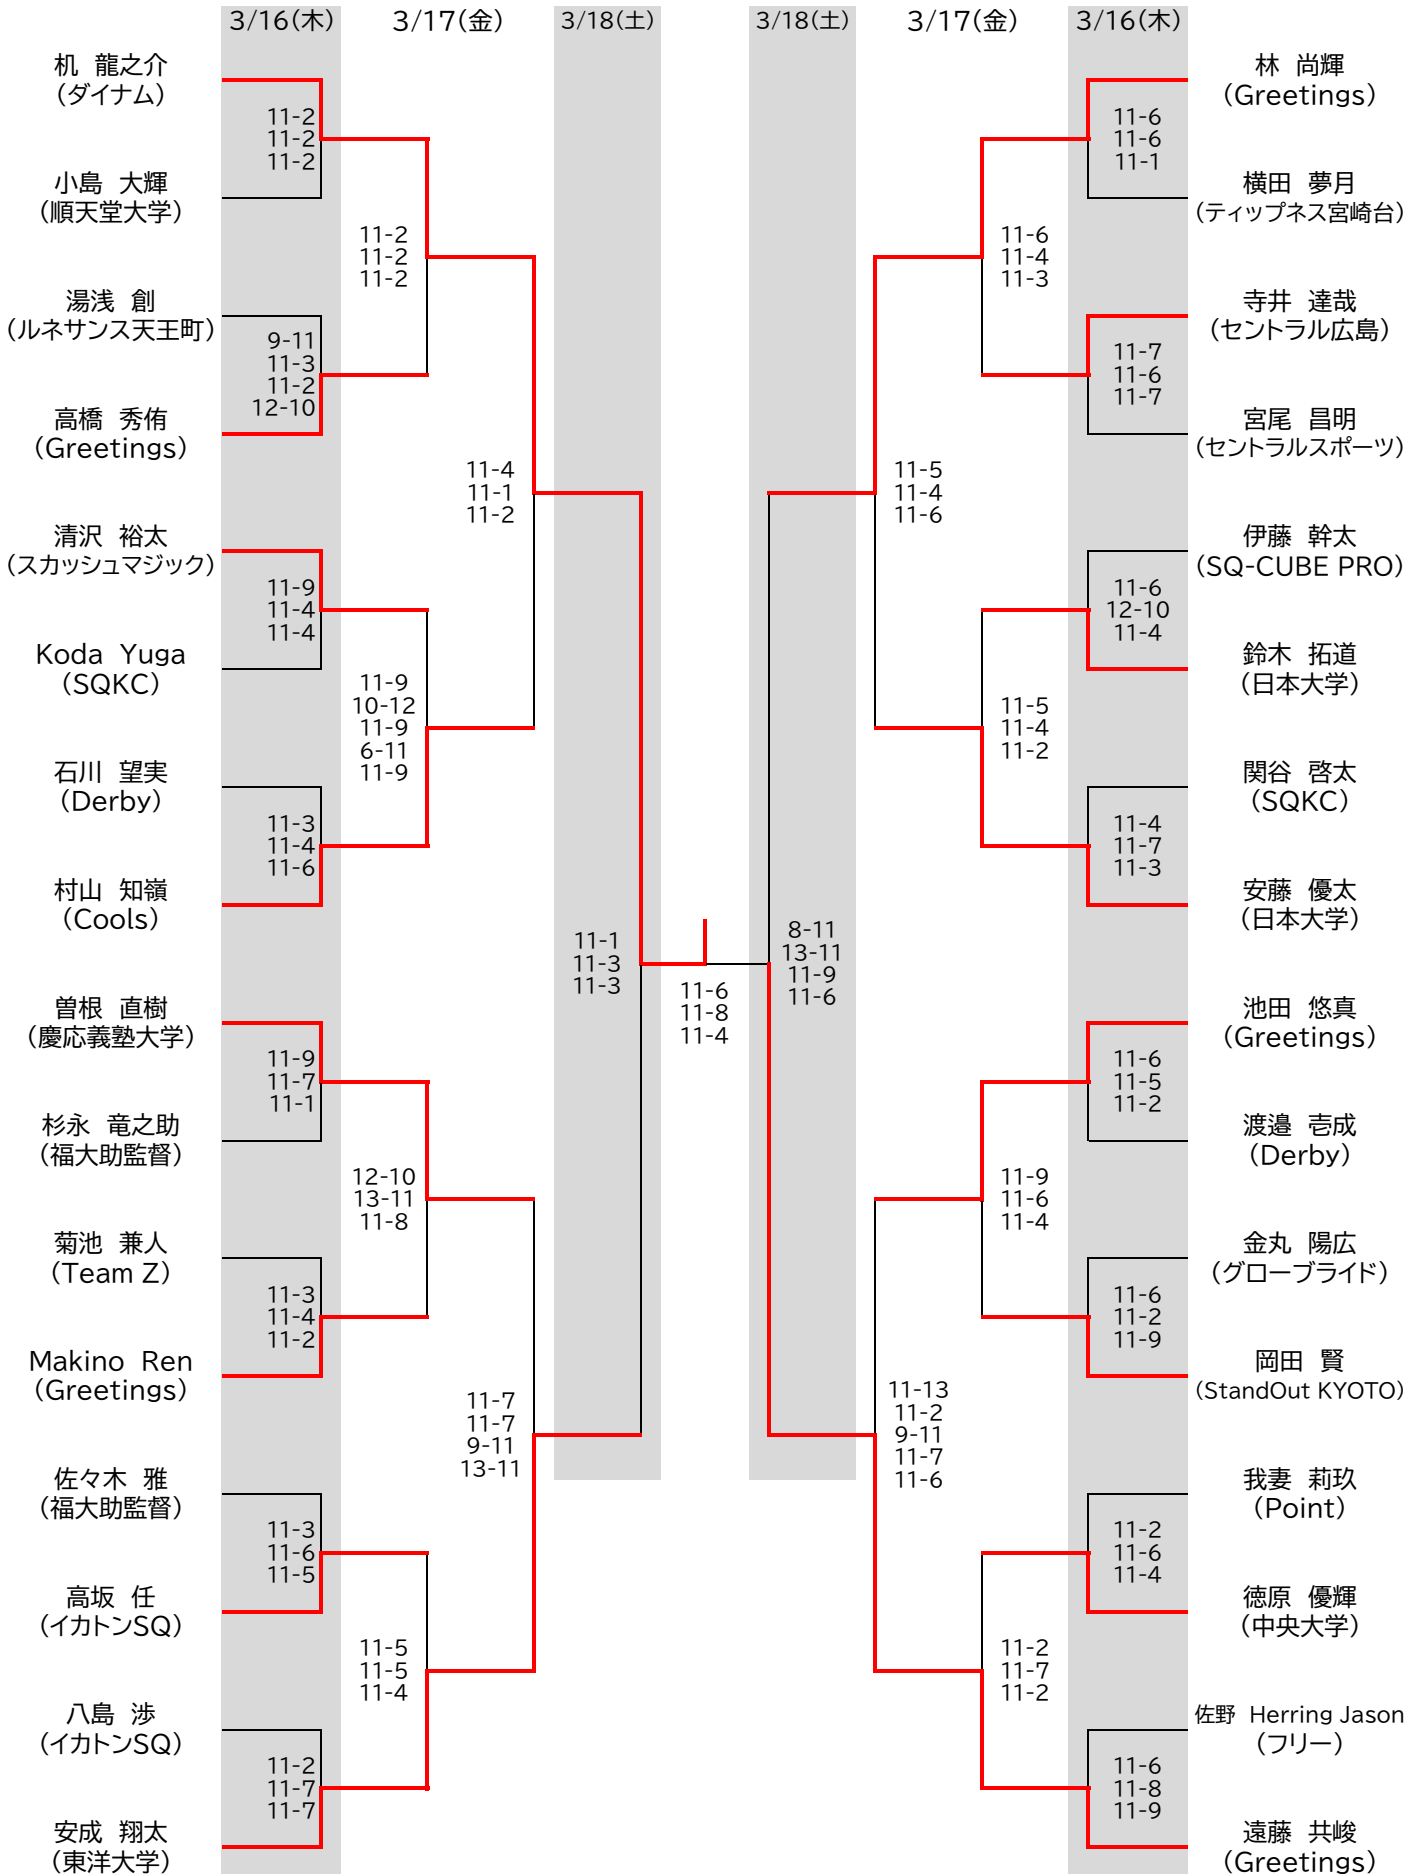 3/16(木)
3/17(金)
3/18(土)
3/18(土)
3/17(金)
3/16(木)
机 龍之介
(ダイナム)
11-2
11-2
11-2
小島 大輝
(順天堂大学)
11-2
11-2
11-2
湯浅 創
(ルネサンス天王町)
9-11
11-3
11-2
12-10
高橋 秀侑
(Greetings)
11-4
11-1
11-2
清沢 裕太
(スカッシュマジック)
11-9
11-4
11-4
Koda Yuga
(SQKC)
11-9
10-12
11-9
6-11
11-9
石川 望実
(Derby)
11-3
11-4
11-6
村山 知嶺
(Cools)
11-1
11-3
11-3
曽根 直樹
(慶応義塾大学)
11-9
11-7
11-1
杉永 竜之助
(福大助監督)
12-10
13-11
11-8
菊池 兼人
(Team Z)
11-3
11-4
11-2
Makino Ren
(Greetings)
11-7
11-7
9-11
13-11
佐々木 雅
(福大助監督)
11-3
11-6
11-5
高坂 任
(イカトンSQ)
11-5
11-5
11-4
八島 渉
(イカトンSQ)
11-2
11-7
11-7
安成 翔太
(東洋大学)
11-6
11-8
11-4
林 尚輝
(Greetings)
11-6
11-6
11-1
横田 夢月
(ティップネス宮崎台)
11-6
11-4
11-3
寺井 達哉
(セントラル広島)
11-7
11-6
11-7
宮尾 昌明
(セントラルスポーツ)
11-5
11-4
11-6
伊藤 幹太
(SQ-CUBE PRO)
11-6
12-10
11-4
鈴木 拓道
(日本大学)
11-5
11-4
11-2
関谷 啓太
(SQKC)
11-4
11-7
11-3
安藤 優太
(日本大学)
8-11
13-11
11-9
11-6
池田 悠真
(Greetings)
11-6
11-5
11-2
渡邉 壱成
(Derby)
11-9
11-6
11-4
金丸 陽広
(グローブライド)
11-6
11-2
11-9
岡田 賢
(StandOut KYOTO)
11-13
11-2
9-11
11-7
11-6
我妻 莉玖
(Point)
11-2
11-6
11-4
徳原 優輝
(中央大学)
11-2
11-7
11-2
佐野 Herring Jason
(フリー)
11-6
11-8
11-9
遠藤 共峻
(Greetings)